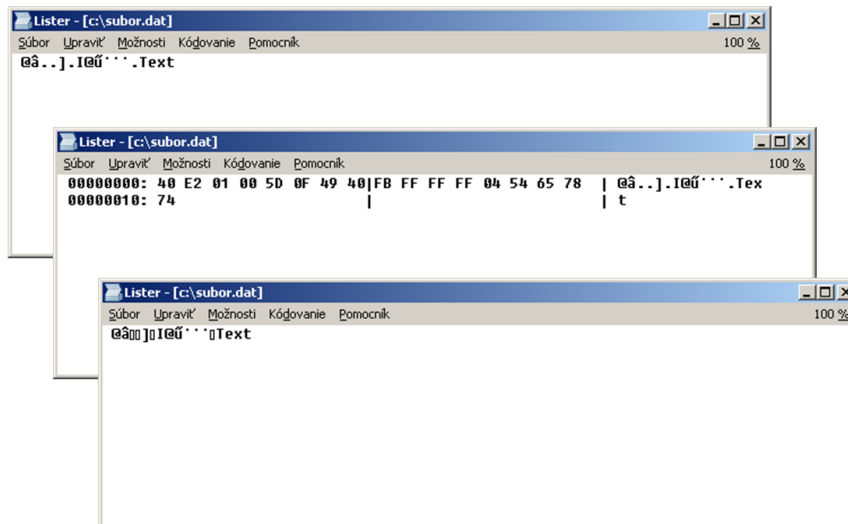 Lister - [c:\subor.dat]
Súbor Upraviť Možnosti Kódovanie Pomocník 100 %
@â..].I@ű˙˙˙.Text
Lister - [c:\subor.dat]
Súbor Upraviť Možnosti Kódovanie Pomocník 100 %
00000000: 40 E2 01 00 5D 0F 49 40|FB FF FF FF 04 54 65 78 | @â..].I@ű˙˙˙.Tex
00000010: 74 | | t
Lister - [c:\subor.dat]
Súbor Upraviť Možnosti Kódovanie Pomocník 100 %
@â▯▯]▯I@ű˙˙˙▯Text